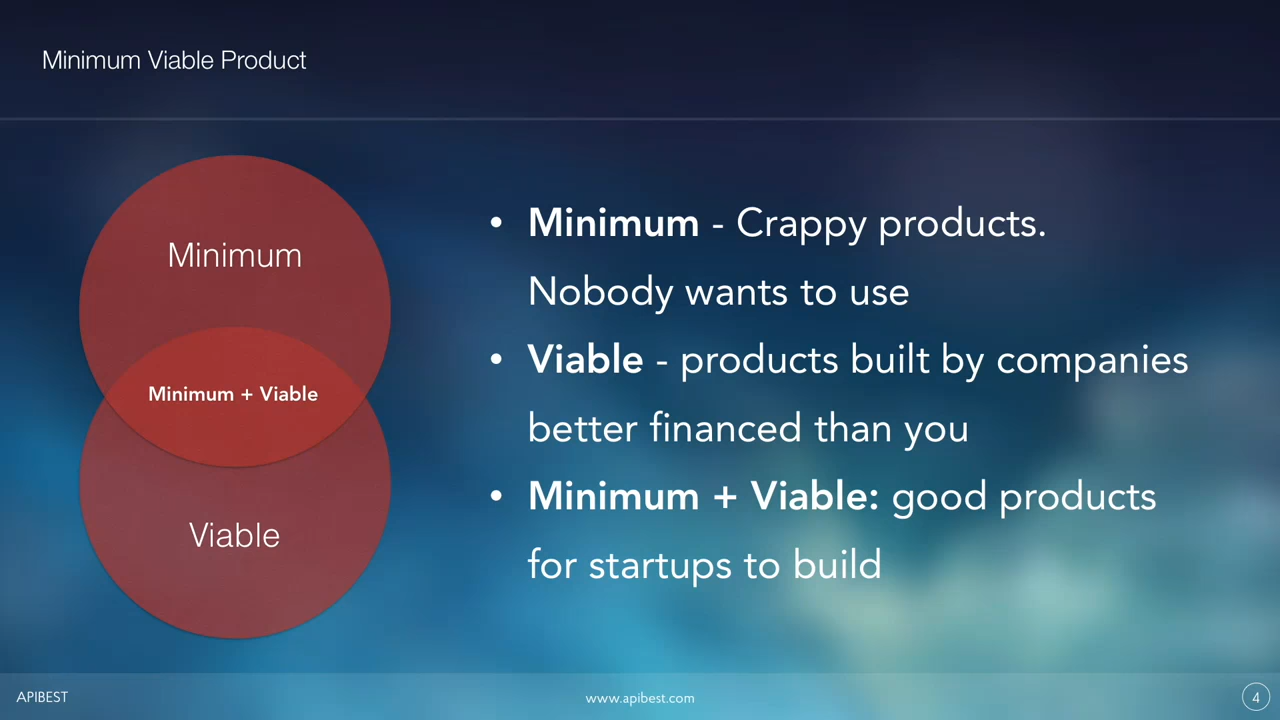 Minimum Viable Product
Minimum
Minimum + Viable
Viable
• Minimum - Crappy products.
Nobody wants to use
• Viable - products built by companies
better financed than you
• Minimum + Viable: good products
for startups to build
APIBEST
www.apibest.com
4